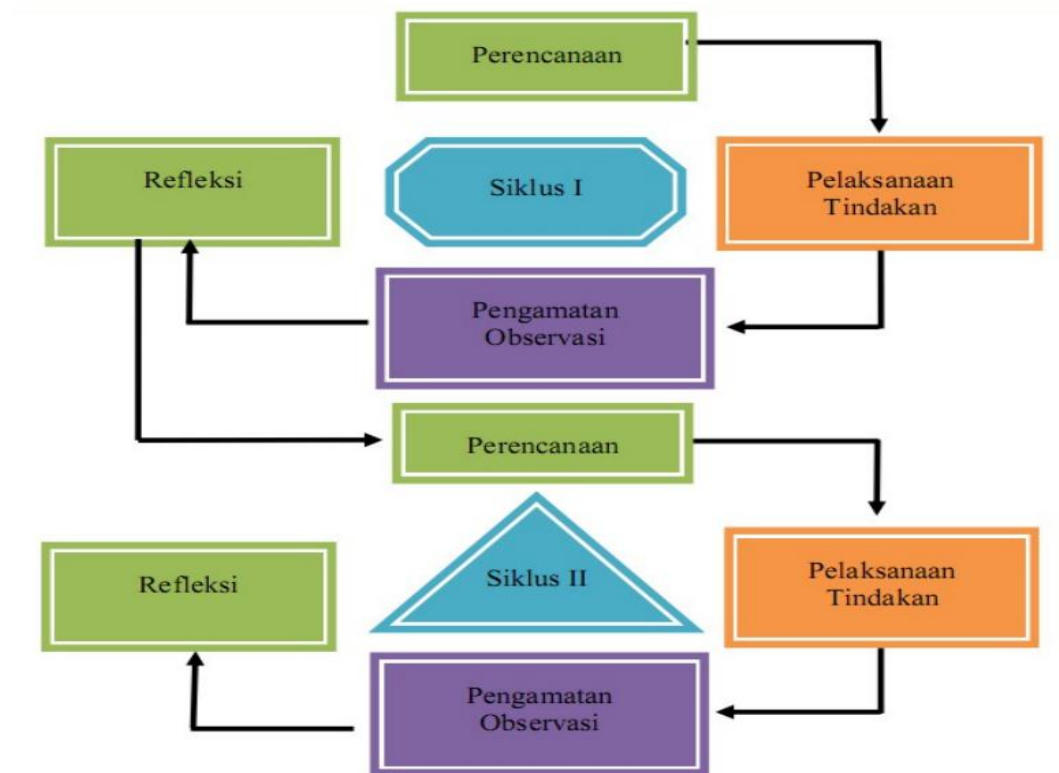 Perencanaan
Refleksi
Siklus I
Pelaksanaan
Tindakan
Pengamatan
Observasi
Perencanaan
Refleksi
Siklus II
Pelaksanaan
Tindakan
Pengamatan
Observasi